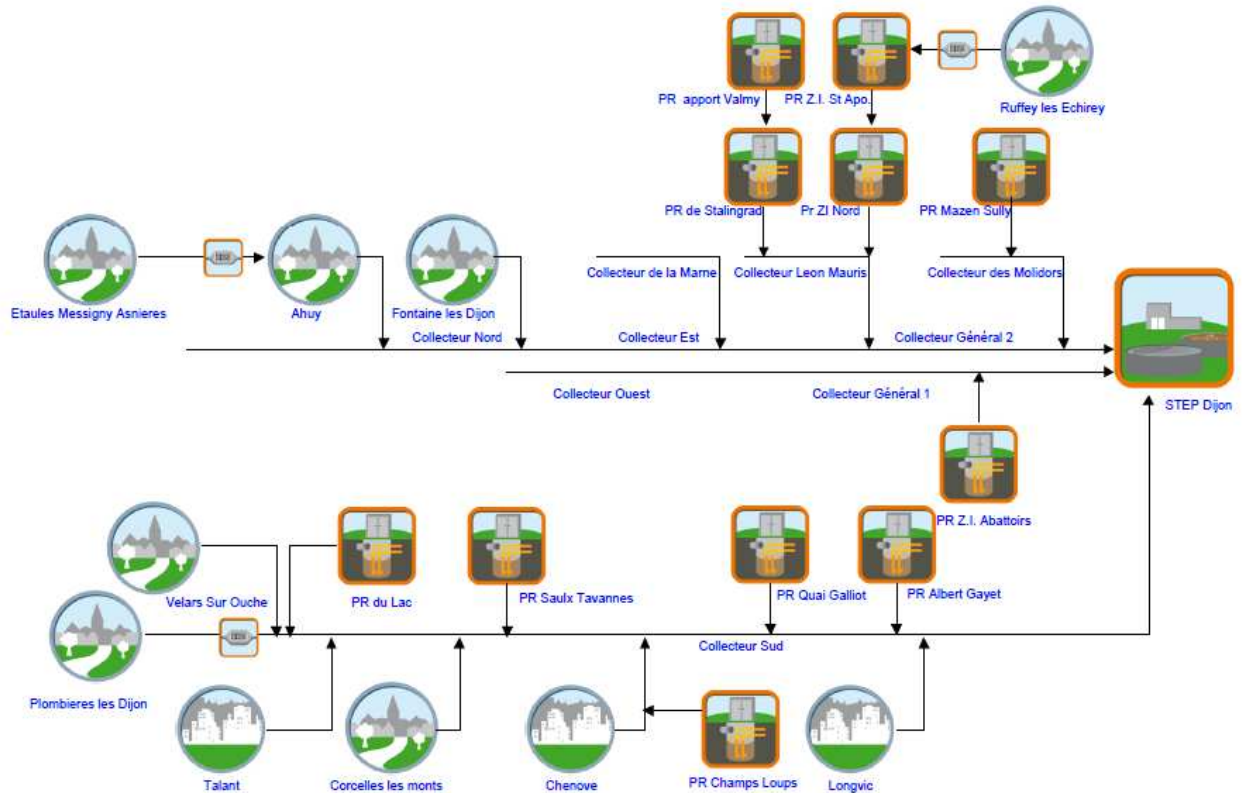 PR apport Valmy
PR Z.I. St Apo.
Ruffey les Echirey
PR de Stalingrad
Pr ZI Nord
PR Mazen Sully
Collecteur de la Marne
Collecteur Leon Mauris
Collecteur des Molidors
Etaules Messigny Asnieres
Ahuy
Fontaine les Dijon
Collecteur Nord
Collecteur Est
Collecteur Général 2
Collecteur Ouest
Collecteur Général 1
STEP Dijon
PR Z.I. Abattoirs
Velars Sur Ouche
PR du Lac
PR Saulx Tavannes
PR Quai Galliot
PR Albert Gayet
Collecteur Sud
Plombieres les Dijon
Talant
Corcelles les monts
Chenove
PR Champs Loups
Longvic